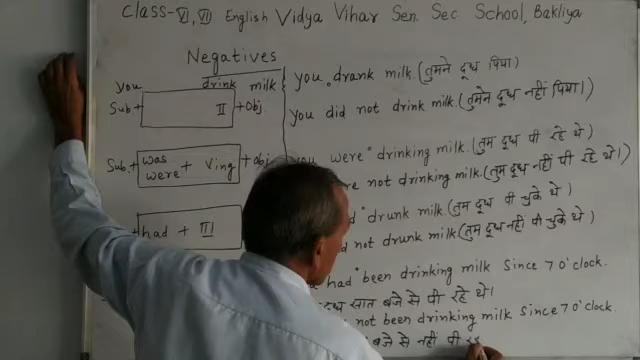 Class-VI, VII English Vidya Vihar Sen. Sec School, Bakliya
Negatives
you drink milk
Sub+ II +Obj.
Sub.+ was were + Ving +Obj.
+ had + III
you drank milk. (तुमने दूध पिया)
you did not drink milk. (तुमने दूध नहीं पिया।)
you were drinking milk. (तुम दूध पी रहे थे)
not drinking milk. (तुम दूध नहीं पी रहे थे।)
drunk milk. (तुम दूध पी चुके थे)
not drunk milk. (तुम दूध नहीं पी चुके थे)
had been drinking milk Since 7 O'clock.
दूध सात बजे से पी रहे थे।
not been drinking milk Since 7 O'clock.
बजे से नहीं पी